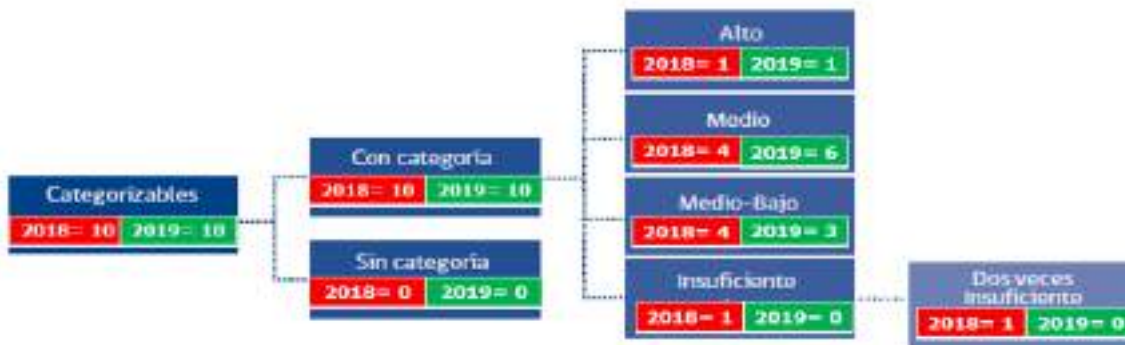 Categorizables
2018= 10 2019= 10
Con categoría
2018= 10 2019= 10
Sin categoría
2018= 0 2019= 0
Alto
2018= 1 2019= 1
Medio
2018= 4 2019= 6
Medio-Bajo
2018= 4 2019= 3
Insuficiente
2018= 1 2019= 0
Dos veces
Insuficiente
2018= 1 2019= 0